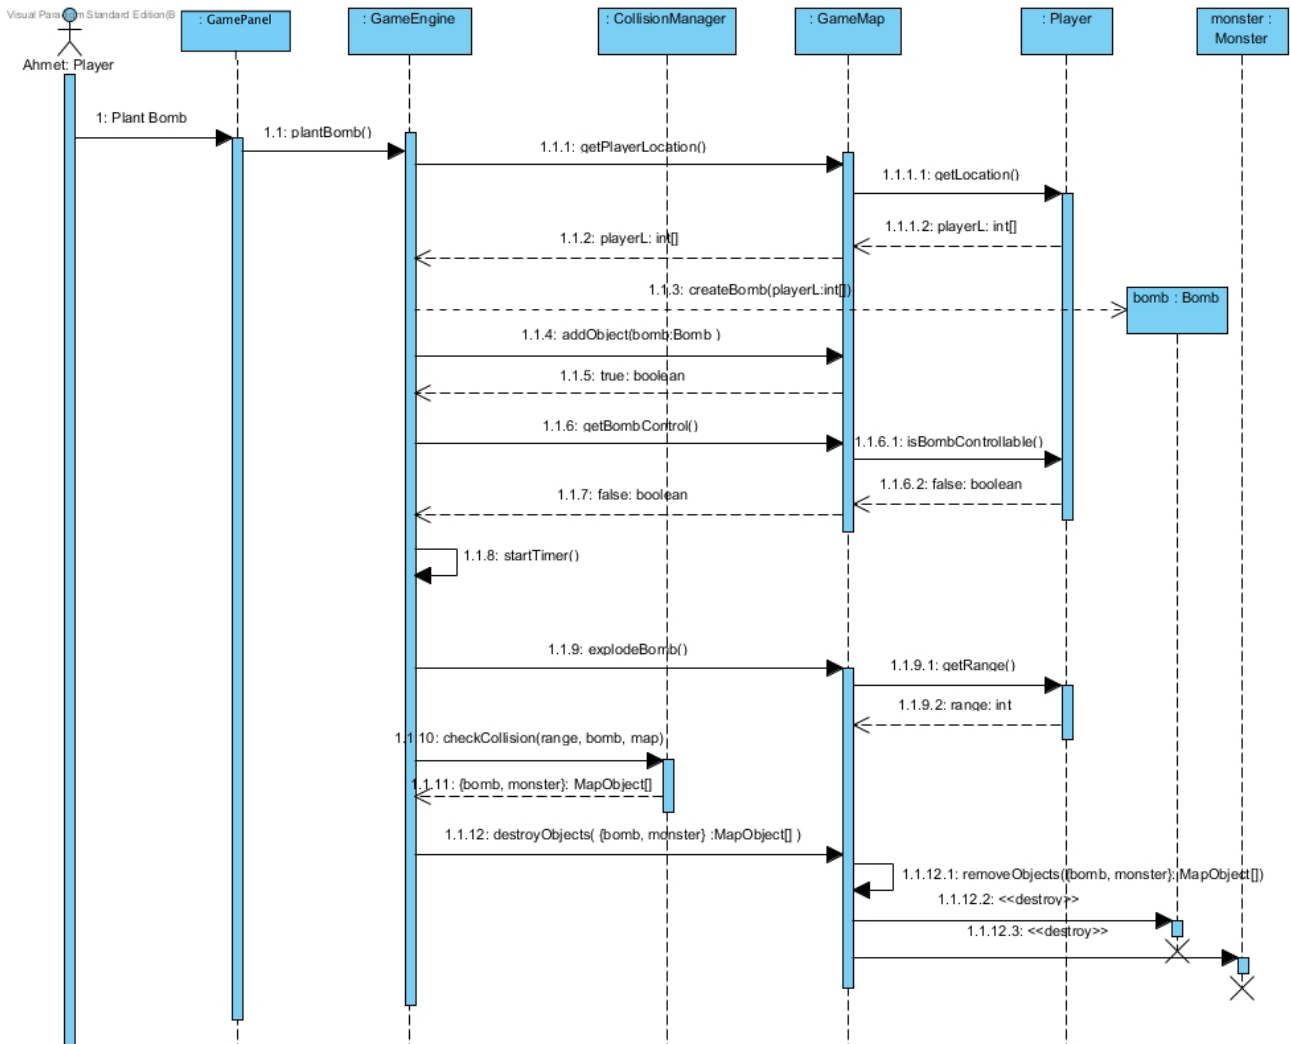 Visual Paradigm Standard Edition(B
: GamePanel
: GameEngine
: CollisionManager
: GameMap
: Player
monster :
Monster
Ahmet: Player
1: Plant Bomb
1.1: plantBomb()
1.1.1: getPlayerLocation()
1.1.1.1: getLocation()
1.1.1.2: playerL: int[]
1.1.2: playerL: int[]
1.1.3: createBomb(playerL:int[])
bomb : Bomb
1.1.4: addObject(bomb:Bomb )
1.1.5: true: boolean
1.1.6: getBombControl()
1.1.6.1: isBombControllable()
1.1.6.2: false: boolean
1.1.7: false: boolean
1.1.8: startTimer()
1.1.9: explodeBomb()
1.1.9.1: getRange()
1.1.9.2: range: int
1.1.10: checkCollision(range, bomb, map)
1.1.11: {bomb, monster}: MapObject[]
1.1.12: destroyObjects( {bomb, monster} :MapObject[] )
1.1.12.1: removeObjects({bomb, monster}: MapObject[])
1.1.12.2: <<destroy>>
1.1.12.3: <<destroy>>